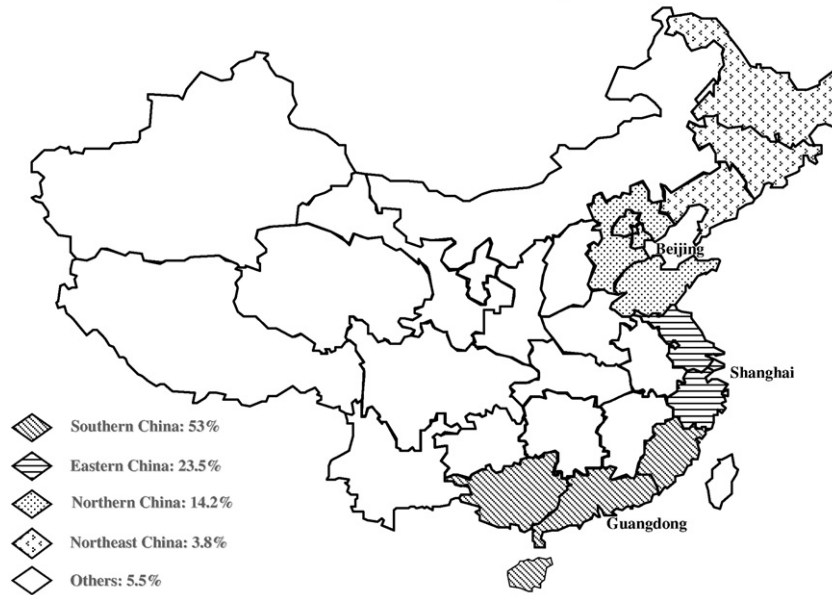 Beijing
Shanghai
Southern China: 53%
Eastern China: 23.5%
Northern China: 14.2%
Guangdong
Northeast China: 3.8%
Others: 5.5%